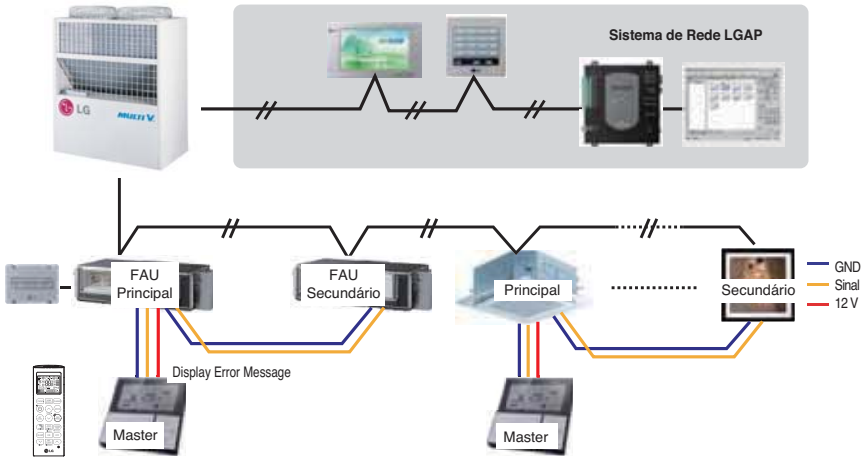 Sistema de Rede LGAP
LG
MULTI V
FAU
Principal
FAU
Secundário
Principal
Secundário
GND
Sinal
12 V
Display Error Message
Master
Master
LG